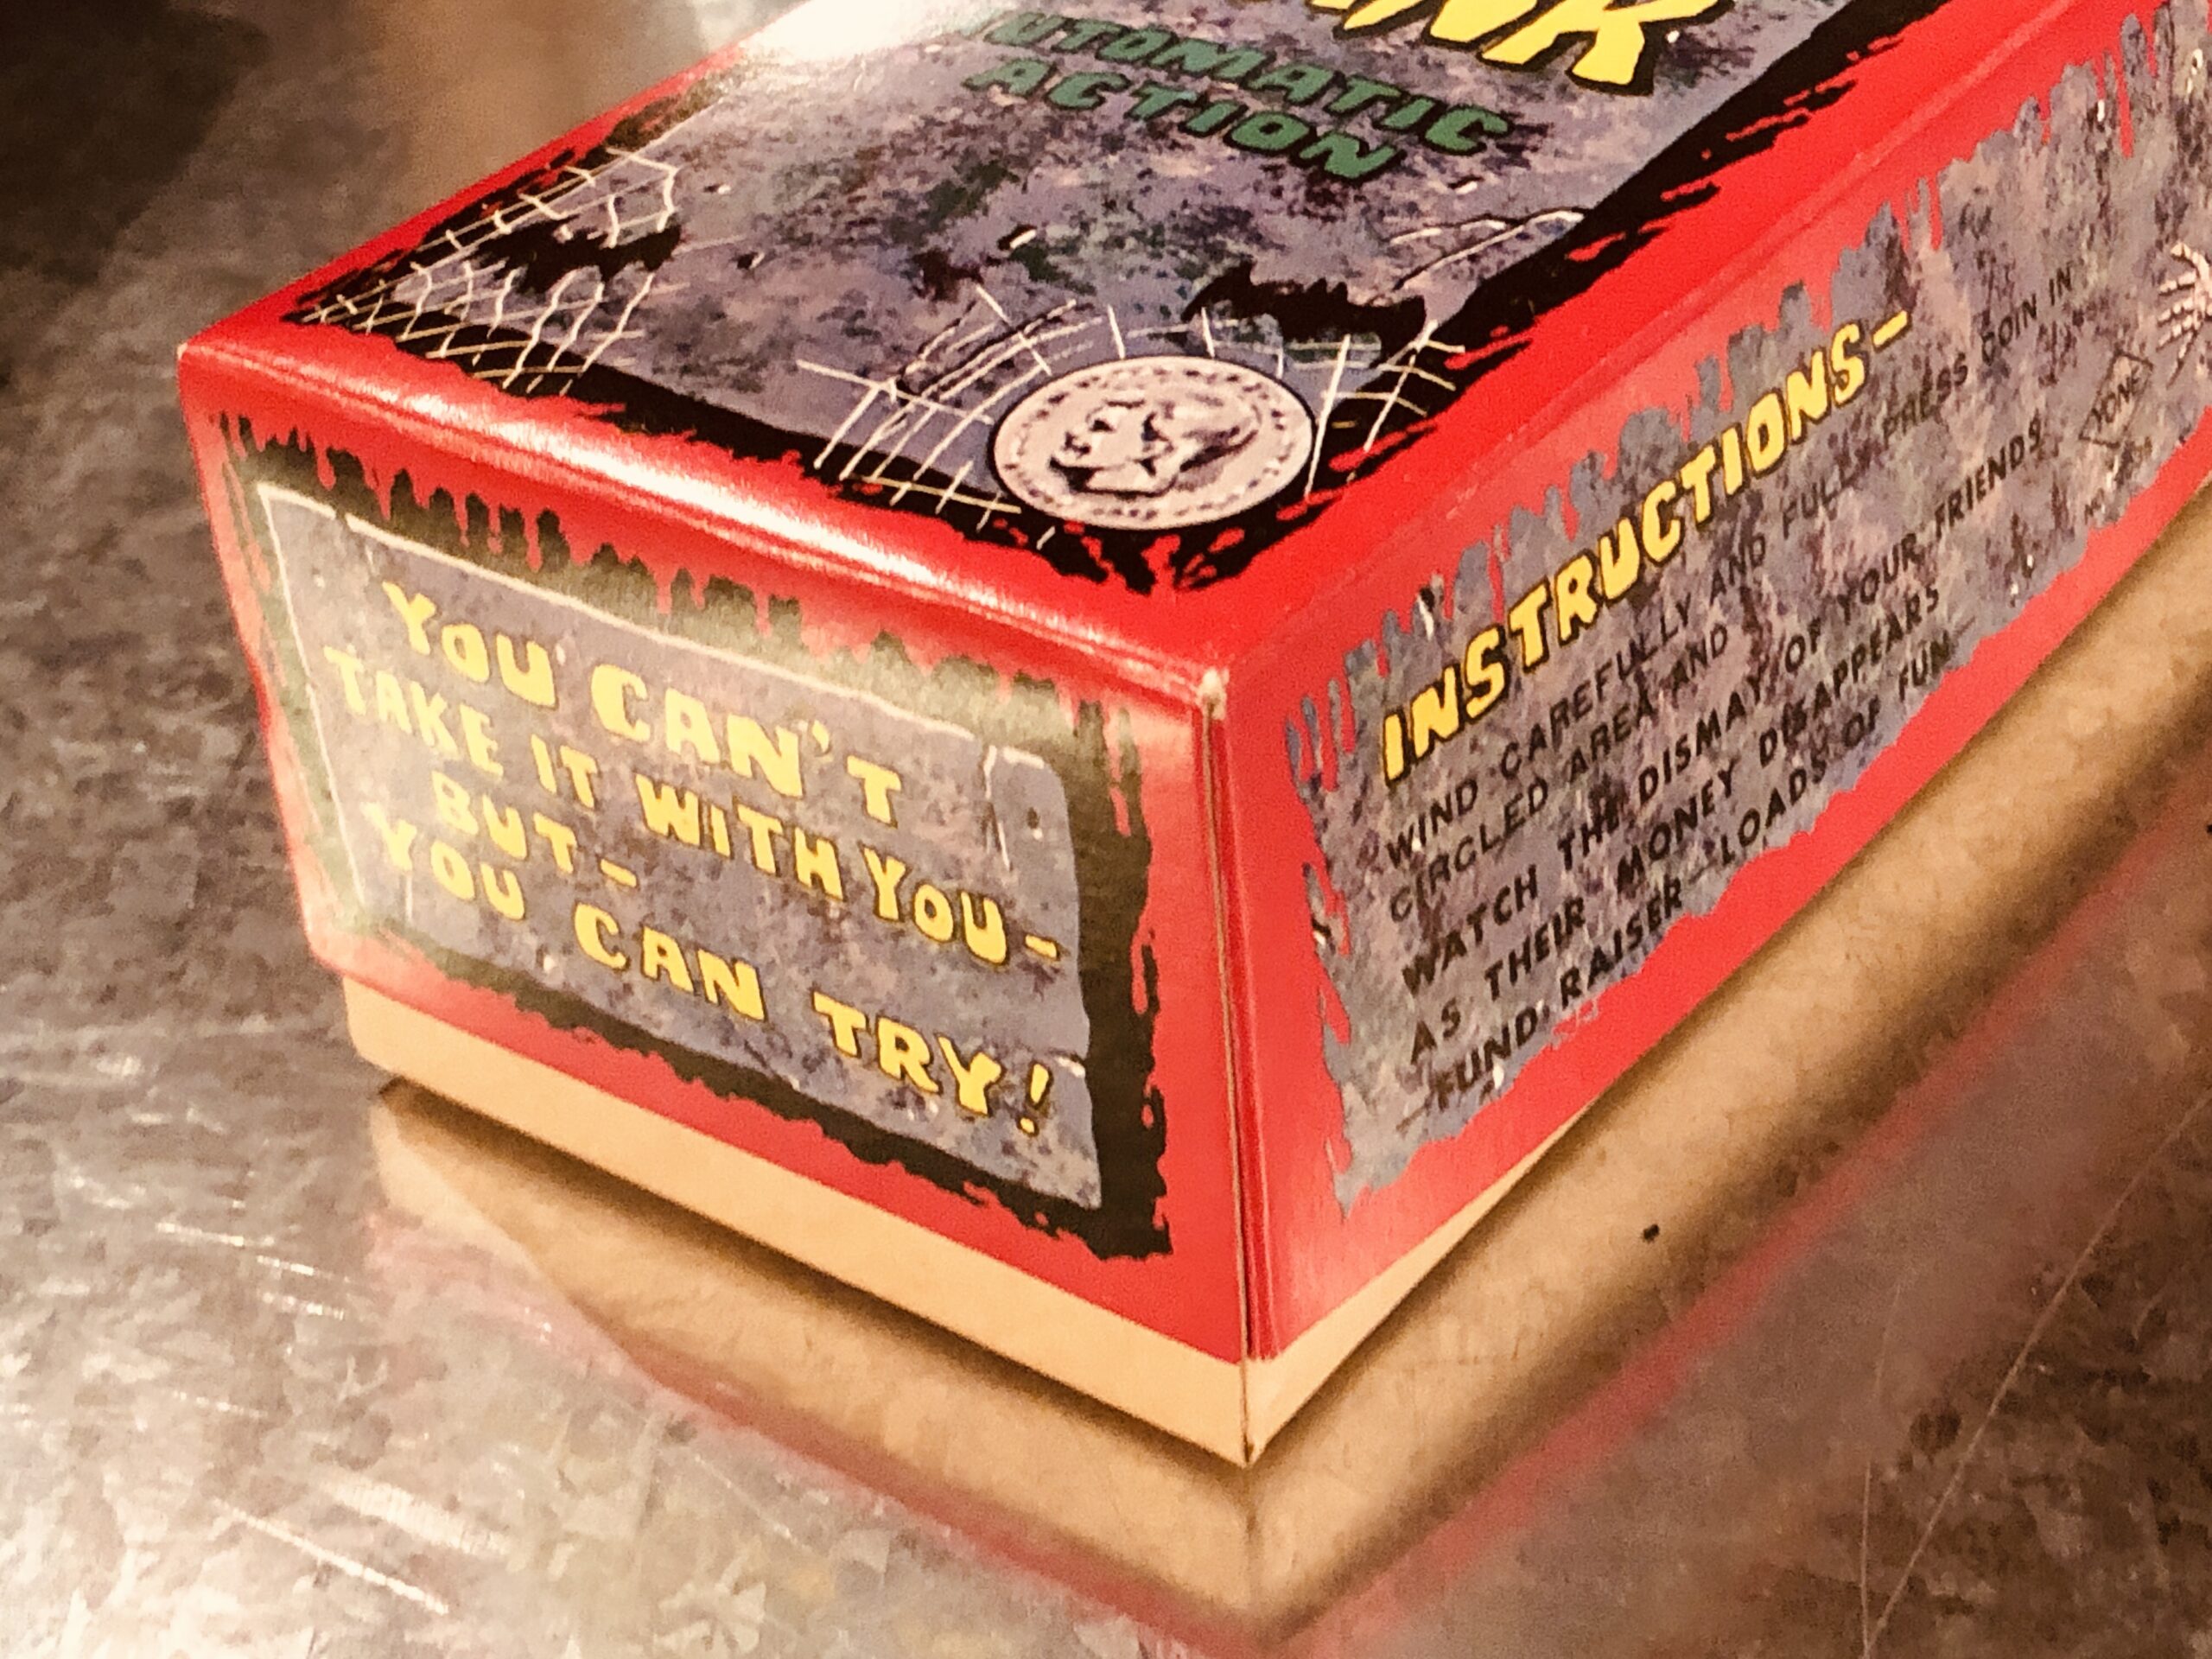 AUTOMATIC
ACTION
YOU CAN'T
TAKE IT WITH YOU-
BUT-
YOU CAN TRY!
INSTRUCTIONS-
WIND CAREFULLY AND FULLY PRESS COIN IN
CIRCLED AREA AND
WATCH THE DISMAY OF YOUR FRIENDS
AS THEIR MONEY DISAPPEARS
FUND RAISER-LOADS OF FUN